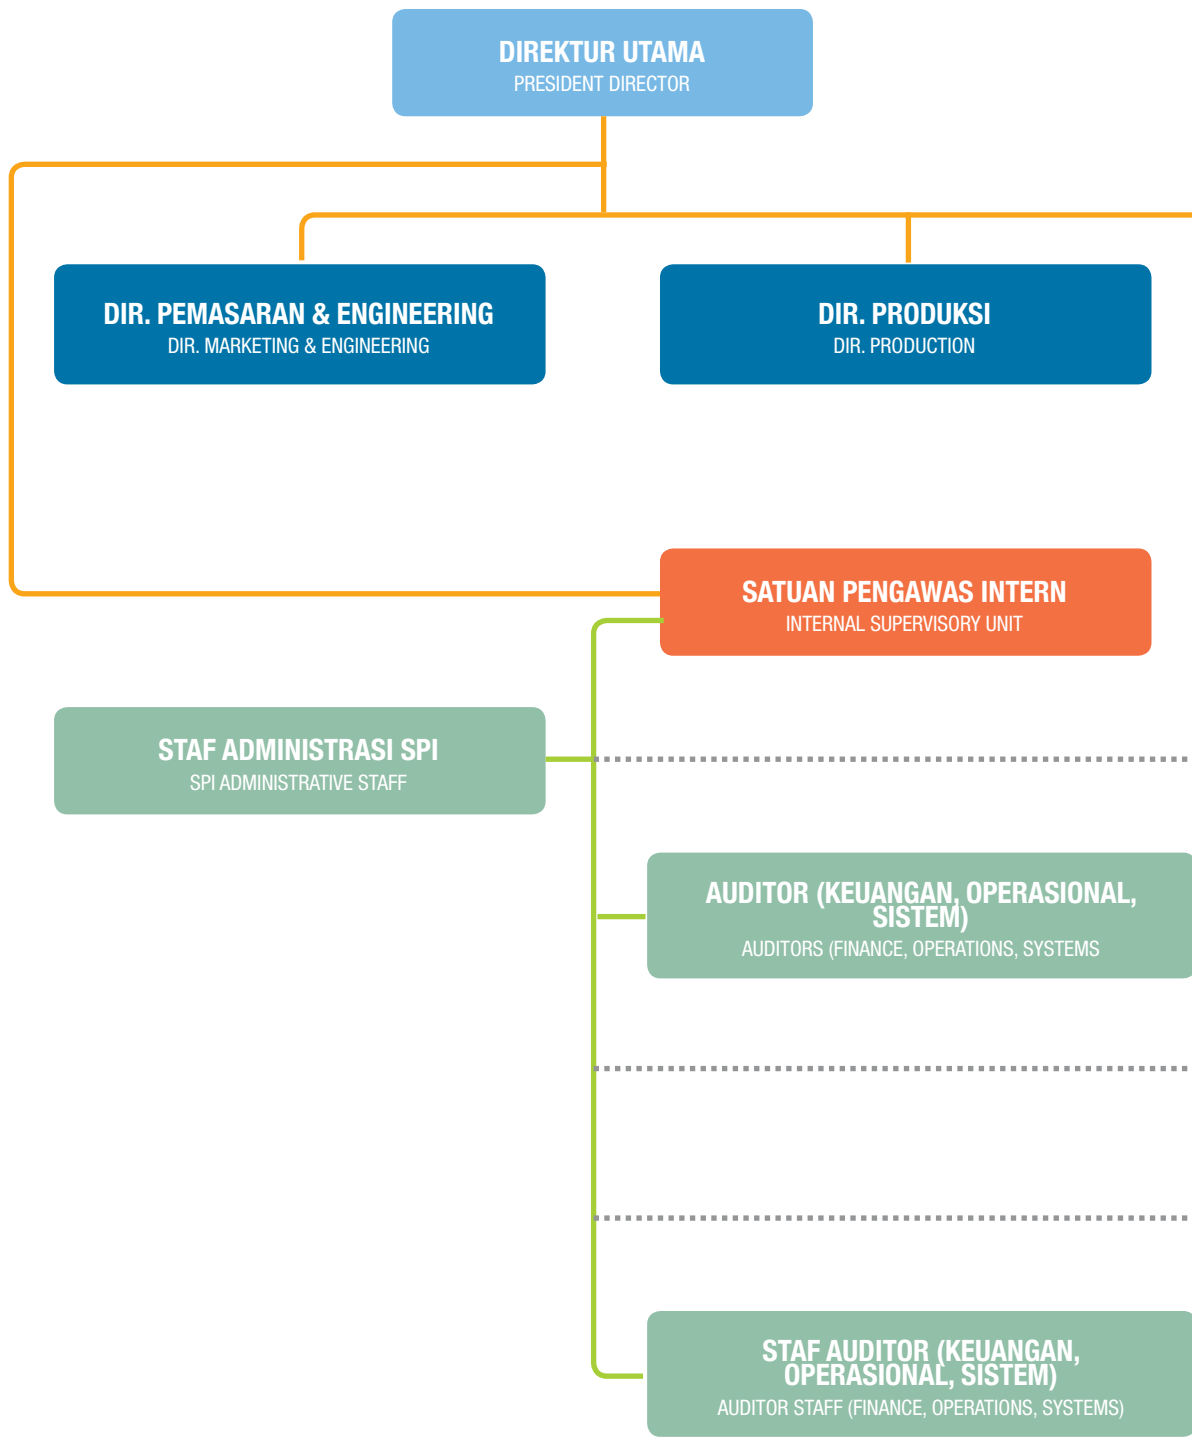 DIREKTUR UTAMA
PRESIDENT DIRECTOR
DIR. PEMASARAN & ENGINEERING
DIR. MARKETING & ENGINEERING
DIR. PRODUKSI
DIR. PRODUCTION
SATUAN PENGAWAS INTERN
INTERNAL SUPERVISORY UNIT
STAF ADMINISTRASI SPI
SPI ADMINISTRATIVE STAFF
AUDITOR (KEUANGAN, OPERASIONAL,
SISTEM)
AUDITORS (FINANCE, OPERATIONS, SYSTEMS
STAF AUDITOR (KEUANGAN,
OPERASIONAL, SISTEM)
AUDITOR STAFF (FINANCE, OPERATIONS, SYSTEMS)